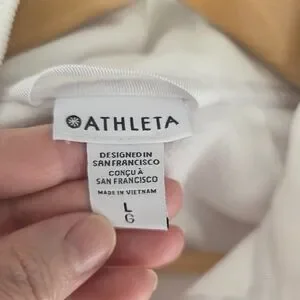 ATHLETA
DESIGNED IN
SAN FRANCISCO
CONÇU À
SAN FRANCISCO
MADE IN VIETNAM
L
G